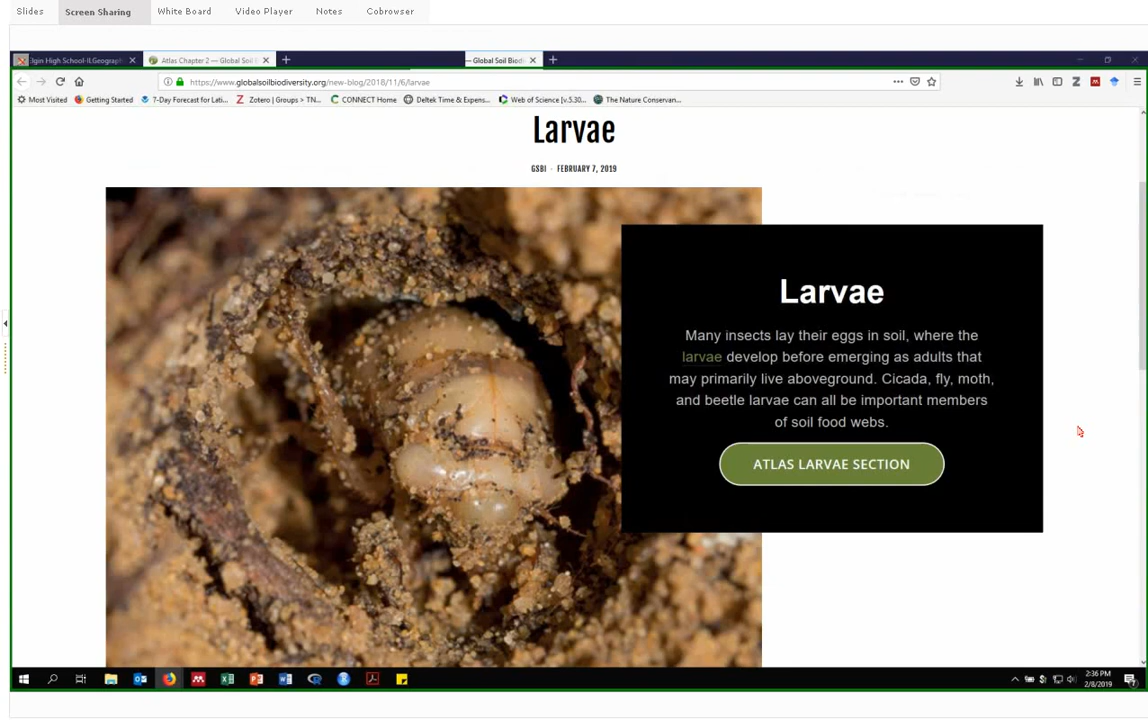 Slides Screen Sharing White Board Video Player Notes Cobrowser
Elgin High School-ILGeograph Atlas Chapter 2 — Global Soil — Global Soil Biodi
https://www.globalsoilbiodiversity.org/new-blog/2018/11/6/larvae
Most Visited Getting Started 7-Day Forecast for Lati... Zotero | Groups > TN... CONNECT Home Deltek Time & Expens... Web of Science [v.5.30... The Nature Conservan...
Larvae
GSBI · FEBRUARY 7, 2019
Larvae
Many insects lay their eggs in soil, where the
larvae develop before emerging as adults that
may primarily live aboveground. Cicada, fly, moth,
and beetle larvae can all be important members
of soil food webs.
ATLAS LARVAE SECTION
2:36 PM
2/8/2019